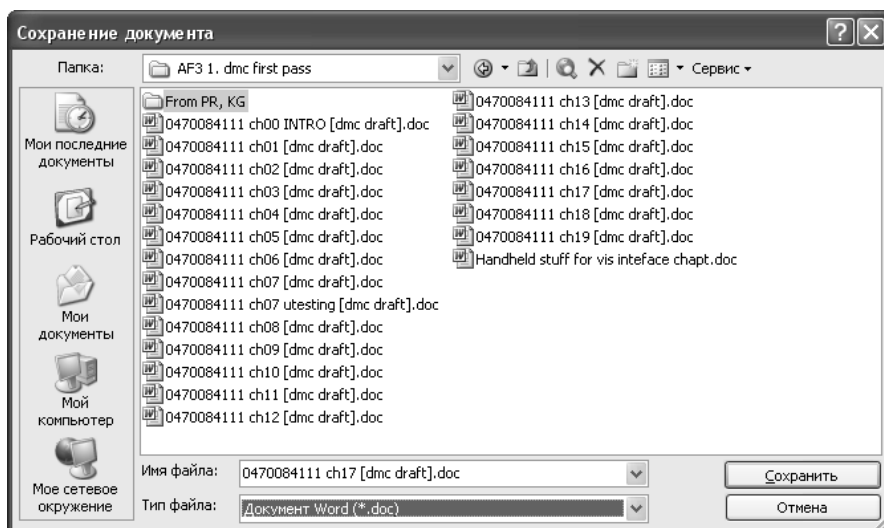 Сохранение документа
Папка:
AF3 1. dmc first pass
Сервис
Мои последние
документы
Рабочий стол
Мои
документы
Мой
компьютер
Мое сетевое
окружение
From PR, KG
0470084111 ch00 INTRO [dmc draft].doc
0470084111 ch01 [dmc draft].doc
0470084111 ch02 [dmc draft].doc
0470084111 ch03 [dmc draft].doc
0470084111 ch04 [dmc draft].doc
0470084111 ch05 [dmc draft].doc
0470084111 ch06 [dmc draft].doc
0470084111 ch07 [dmc draft].doc
0470084111 ch07 utesting [dmc draft].doc
0470084111 ch08 [dmc draft].doc
0470084111 ch09 [dmc draft].doc
0470084111 ch10 [dmc draft].doc
0470084111 ch11 [dmc draft].doc
0470084111 ch12 [dmc draft].doc
0470084111 ch13 [dmc draft].doc
0470084111 ch14 [dmc draft].doc
0470084111 ch15 [dmc draft].doc
0470084111 ch16 [dmc draft].doc
0470084111 ch17 [dmc draft].doc
0470084111 ch18 [dmc draft].doc
0470084111 ch19 [dmc draft].doc
Handheld stuff for vis inteface chapt.doc
Имя файла:
0470084111 ch17 [dmc draft].doc
Сохранить
Тип файла:
Документ Word (*.doc)
Отмена